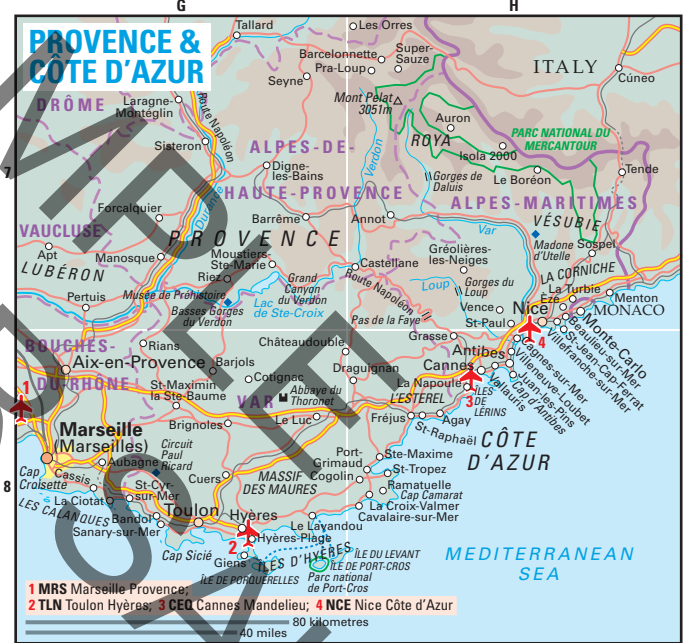 G
H
PROVENCE &
CÔTE D'AZUR
Tallard
Les Orres
Barcelonnette
Super-
Sauze
Pra-Loup
Seyne
ITALY
Cúneo
Mont Pelat
3051m
DRÔME
Laragne-
Montéglin
Route Napoléon
Auron
ROYA
PARC NATIONAL DU
MERCANTOUR
Sisteron
ALPES-DE-
HAUTE-PROVENCE
Verdon
Isola 2000
7
Digne-
les-Bains
Gorges de
Daluis
Le Boréon
Tende
Durance
Forcalquier
Barrême
Annot
ALPES-MARITIMES
VAUCLUSE
PROVENCE
Var
VÉSUBIE
Apt
LUBÉRON
Manosque
Moustiers-
Ste-Marie
Castellane
Gréolières-
les-Neiges
Madone
d'Utelle
Sospel
Riez
Grand
Canyon
du Verdon
Route Napoléon
Loup
Gorges du
Loup
LA CORNICHE
Pertuis
Musée de Préhistoire
Basses Gorges
du Verdon
Lac
de Ste-Croix
Vence
La Turbie
Èze
Menton
MONACO
Nice
Monte-Carlo
Pas de la Faye
St-Paul
4
Beaulieu-sur-Mer
St-Jean-Cap-Ferrat
Villefranche-sur-Mer
BOUCHES-
DU-RHÔNE
Rians
Châteaudouble
Grasse
Antibes
Cagnes-sur-Mer
Villeneuve-Loubet
Juan-les-Pins
Cap d'Antibes
Aix-en-Provence
Barjols
Draguignan
Cannes
Vallauris
1
St-Maximin
la Ste-Baume
Cotignac
Abbaye du
Thoronet
La Napoule
3
ÎLES
DE
LÉRINS
L'ESTEREL
VAR
Marseille
(Marseilles)
Brignoles
Le Luc
Fréjus
Agay
St-Raphaël
CÔTE
D'AZUR
Circuit
Paul
Ricard
Aubagne
Port-
Grimaud
Ste-Maxime
Cogolin
St-Tropez
Cap
Croisette
Cassis
Cuers
MASSIF
DES MAURES
Ramatuelle
8
La Ciotat
St-Cyr-
sur-Mer
Cap Camarat
La Croix-Valmer
LES CALANQUES
Bandol
Toulon
Hyères
Cavalaire-sur-Mer
Sanary-sur-Mer
Le Lavandou
Hyères-Plage
Cap Sicié
2
Giens
ÎLES D'HYÈRES
ÎLE DU LEVANT
ÎLE DE PORT-CROS
ÎLE DE PORQUEROLLES
Parc national
de Port-Cros
MEDITERRANEAN
SEA
1 MRS Marseille Provence;
2 TLN Toulon Hyères; 3 CEQ Cannes Mandelieu; 4 NCE Nice Côte d'Azur
80 kilometres
40 miles